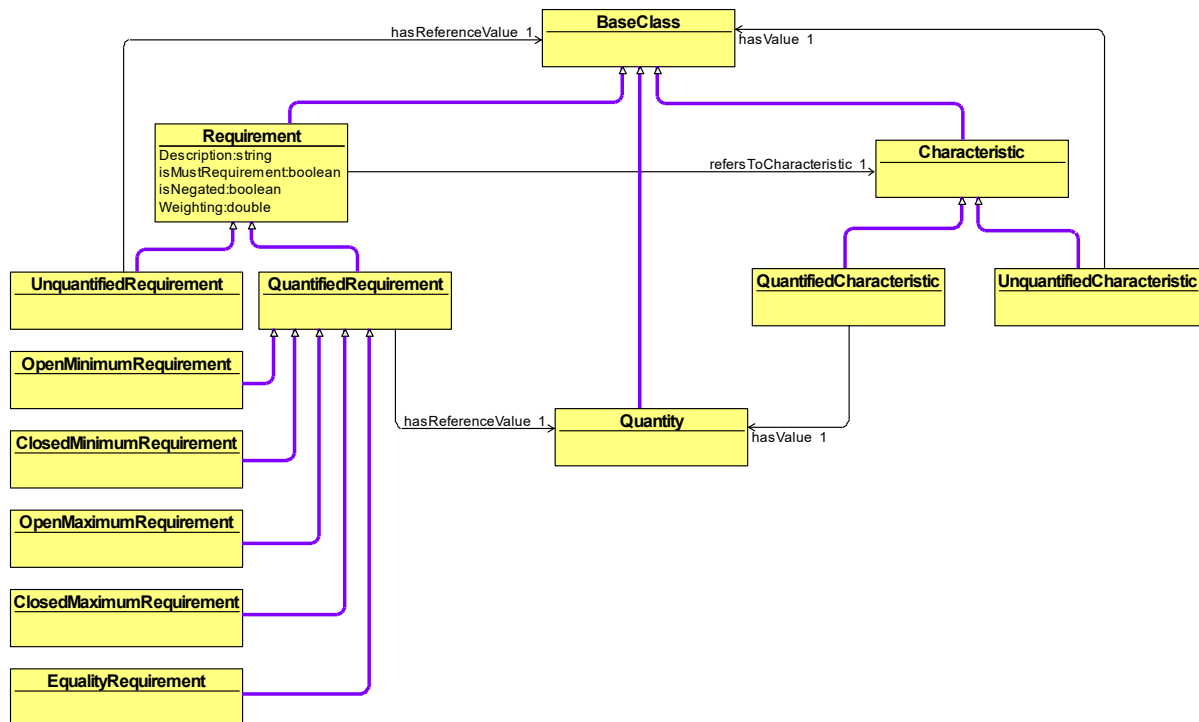 BaseClass
hasReferenceValue 1
hasValue 1
Requirement
Description:string
isMustRequirement:boolean
isNegated:boolean
Weighting:double
refersToCharacteristic 1
Characteristic
UnquantifiedRequirement
QuantifiedRequirement
QuantifiedCharacteristic
UnquantifiedCharacteristic
OpenMinimumRequirement
ClosedMinimumRequirement
hasReferenceValue 1
Quantity
hasValue 1
OpenMaximumRequirement
ClosedMaximumRequirement
EqualityRequirement